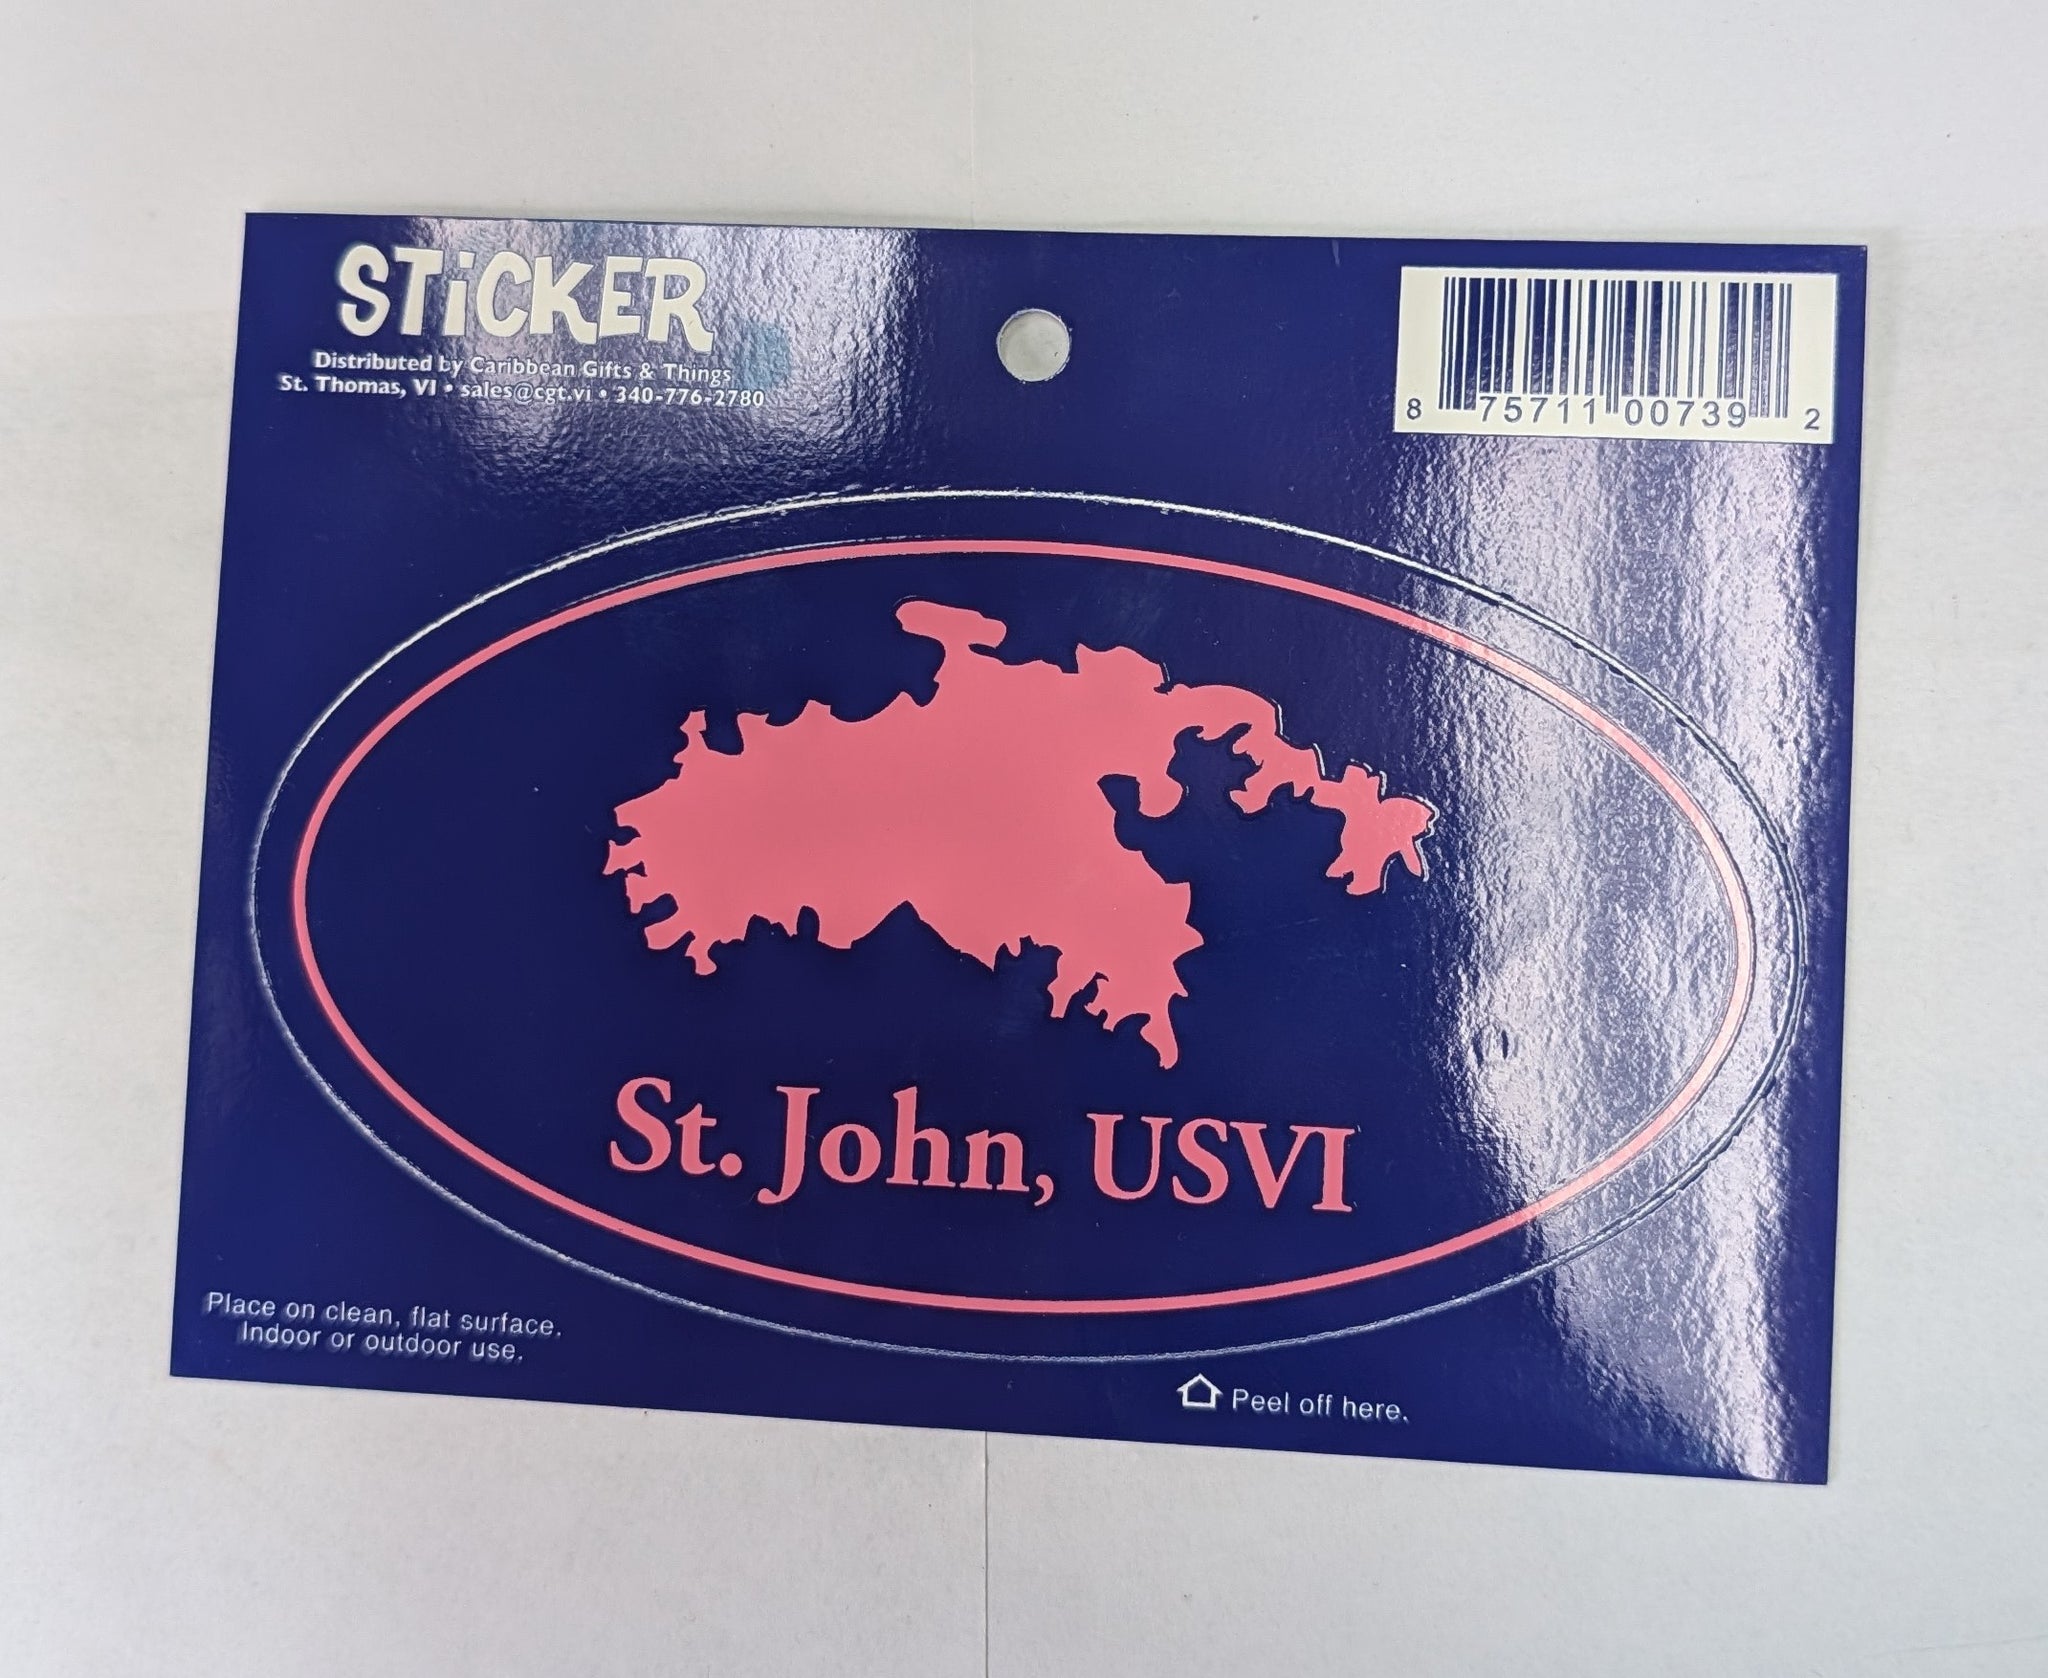 STiCKER
Distributed by Caribbean Gifts & Things
St. Thomas, VI • sales@cgt.vi • 340-776-2780
8 75711 00739 2
St. John, USVI
Place on clean, flat surface.
Indoor or outdoor use.
Peel off here.